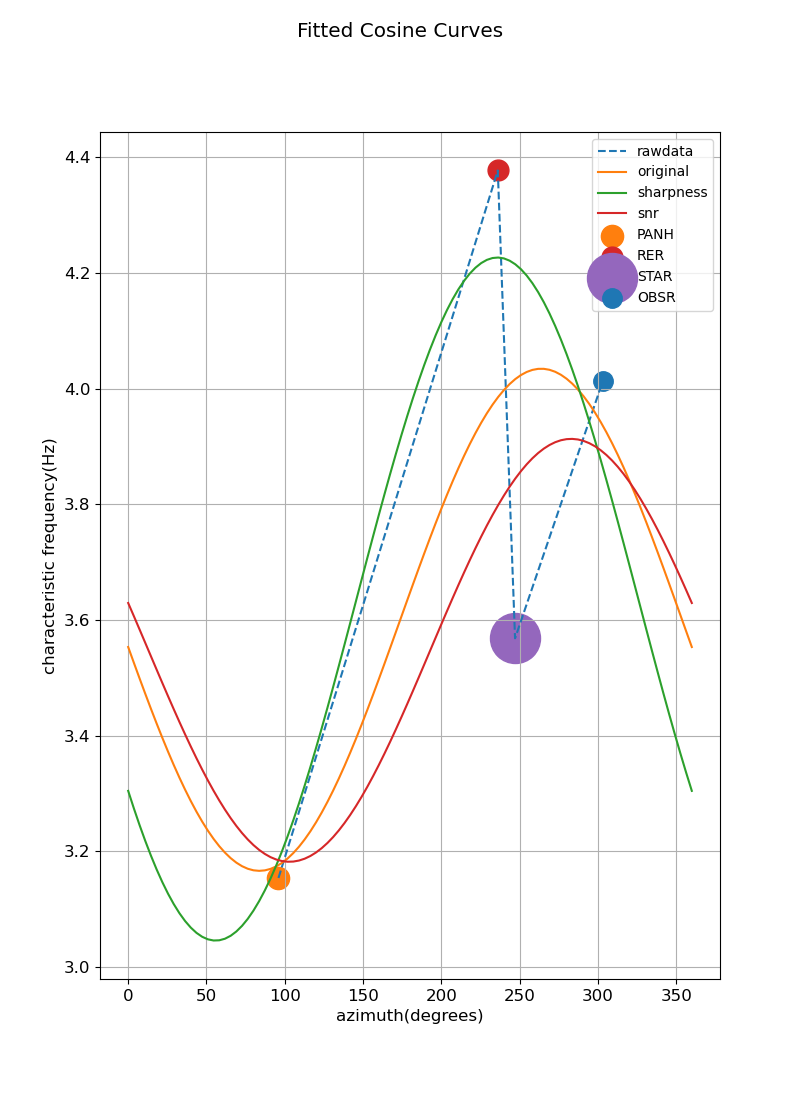 Fitted Cosine Curves
4.4
4.2
4.0
3.8
3.6
3.4
3.2
3.0
characteristic frequency(Hz)
rawdata
original
sharpness
snr
PANH
RER
STAR
OBSR
0 50 100 150 200 250 300 350
azimuth(degrees)